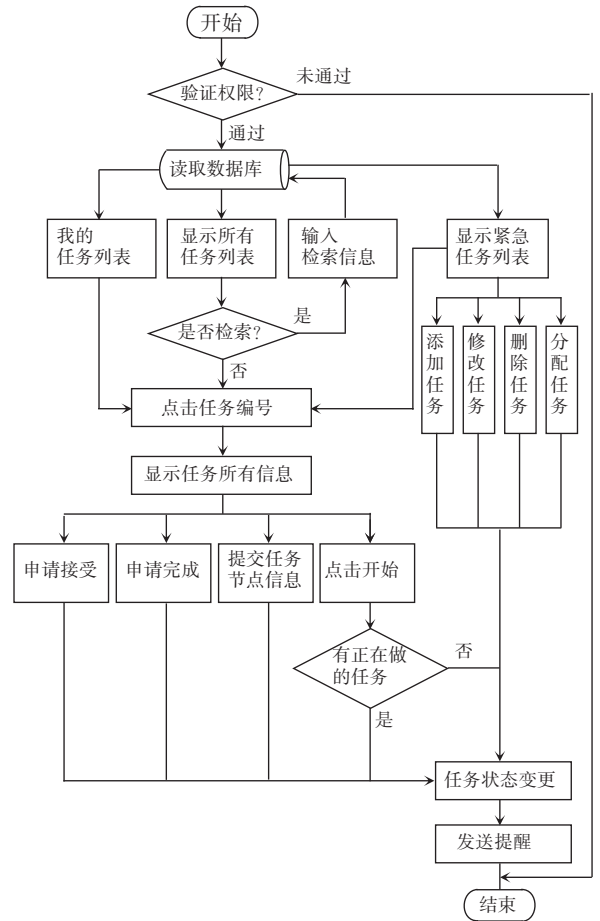 开始
未通过
验证权限?
通过
读取数据库
我的
任务列表
显示所有
任务列表
输入
检索信息
显示紧急
任务列表
是
是否检索?
否
添加任务
修改任务
删除任务
分配任务
点击任务编号
显示任务所有信息
申请接受
申请完成
提交任务
节点信息
点击开始
有正在做
的任务
否
是
任务状态变更
发送提醒
结束